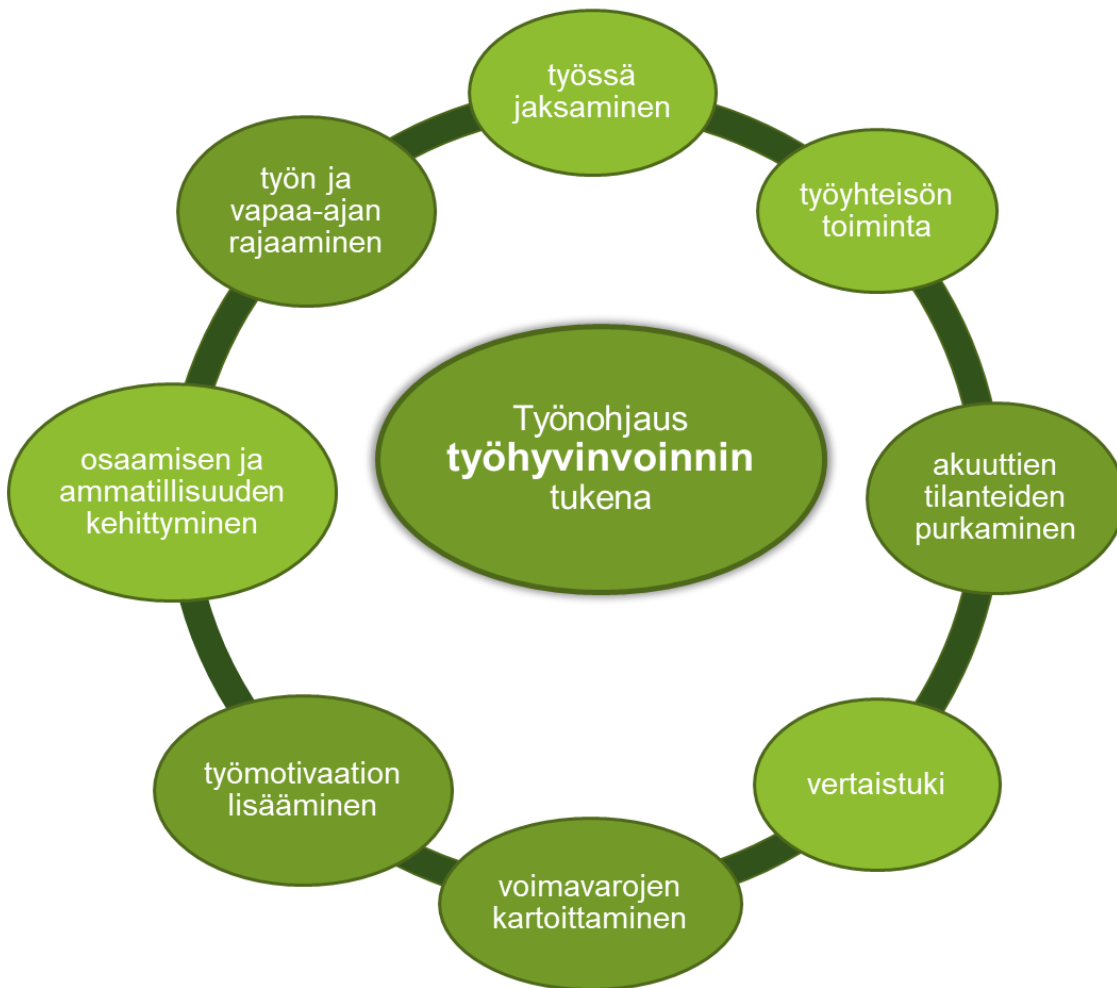 työssä
jaksaminen
työyhteisön
toiminta
akuuttien
tilanteiden
purkaminen
vertaistuki
voimavarojen
kartoittaminen
työmotivaation
lisääminen
osaamisen ja
ammatillisuuden
kehittyminen
työn ja
vapaa-ajan
rajaaminen
Työnohjaus
työhyvinvoinnin
tukena